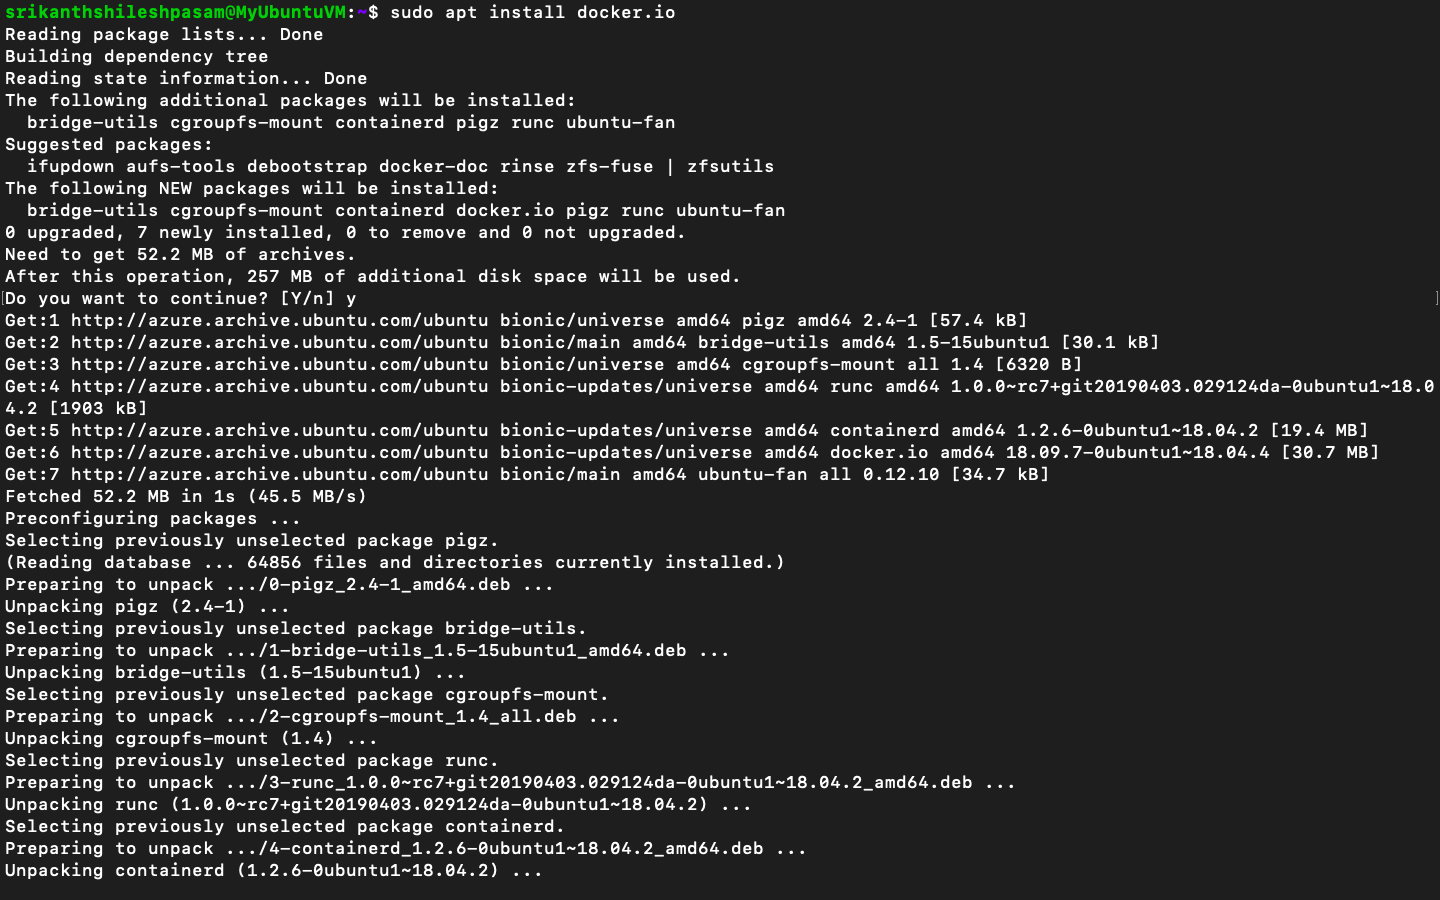 srikanthshileshpasam@MyUbuntuVM:~$ sudo apt install docker.io
Reading package lists... Done
Building dependency tree
Reading state information... Done
The following additional packages will be installed:
  bridge-utils cgroupfs-mount containerd pigz runc ubuntu-fan
Suggested packages:
  ifupdown aufs-tools debootstrap docker-doc rinse zfs-fuse | zfsutils
The following NEW packages will be installed:
  bridge-utils cgroupfs-mount containerd docker.io pigz runc ubuntu-fan
0 upgraded, 7 newly installed, 0 to remove and 0 not upgraded.
Need to get 52.2 MB of archives.
After this operation, 257 MB of additional disk space will be used.
[Do you want to continue? [Y/n] y ]
Get:1 http://azure.archive.ubuntu.com/ubuntu bionic/universe amd64 pigz amd64 2.4-1 [57.4 kB]
Get:2 http://azure.archive.ubuntu.com/ubuntu bionic/main amd64 bridge-utils amd64 1.5-15ubuntu1 [30.1 kB]
Get:3 http://azure.archive.ubuntu.com/ubuntu bionic/universe amd64 cgroupfs-mount all 1.4 [6320 B]
Get:4 http://azure.archive.ubuntu.com/ubuntu bionic-updates/universe amd64 runc amd64 1.0.0~rc7+git20190403.029124da-0ubuntu1~18.0
4.2 [1903 kB]
Get:5 http://azure.archive.ubuntu.com/ubuntu bionic-updates/universe amd64 containerd amd64 1.2.6-0ubuntu1~18.04.2 [19.4 MB]
Get:6 http://azure.archive.ubuntu.com/ubuntu bionic-updates/universe amd64 docker.io amd64 18.09.7-0ubuntu1~18.04.4 [30.7 MB]
Get:7 http://azure.archive.ubuntu.com/ubuntu bionic/main amd64 ubuntu-fan all 0.12.10 [34.7 kB]
Fetched 52.2 MB in 1s (45.5 MB/s)
Preconfiguring packages ...
Selecting previously unselected package pigz.
(Reading database ... 64856 files and directories currently installed.)
Preparing to unpack .../0-pigz_2.4-1_amd64.deb ...
Unpacking pigz (2.4-1) ...
Selecting previously unselected package bridge-utils.
Preparing to unpack .../1-bridge-utils_1.5-15ubuntu1_amd64.deb ...
Unpacking bridge-utils (1.5-15ubuntu1) ...
Selecting previously unselected package cgroupfs-mount.
Preparing to unpack .../2-cgroupfs-mount_1.4_all.deb ...
Unpacking cgroupfs-mount (1.4) ...
Selecting previously unselected package runc.
Preparing to unpack .../3-runc_1.0.0~rc7+git20190403.029124da-0ubuntu1~18.04.2_amd64.deb ...
Unpacking runc (1.0.0~rc7+git20190403.029124da-0ubuntu1~18.04.2) ...
Selecting previously unselected package containerd.
Preparing to unpack .../4-containerd_1.2.6-0ubuntu1~18.04.2_amd64.deb ...
Unpacking containerd (1.2.6-0ubuntu1~18.04.2) ...